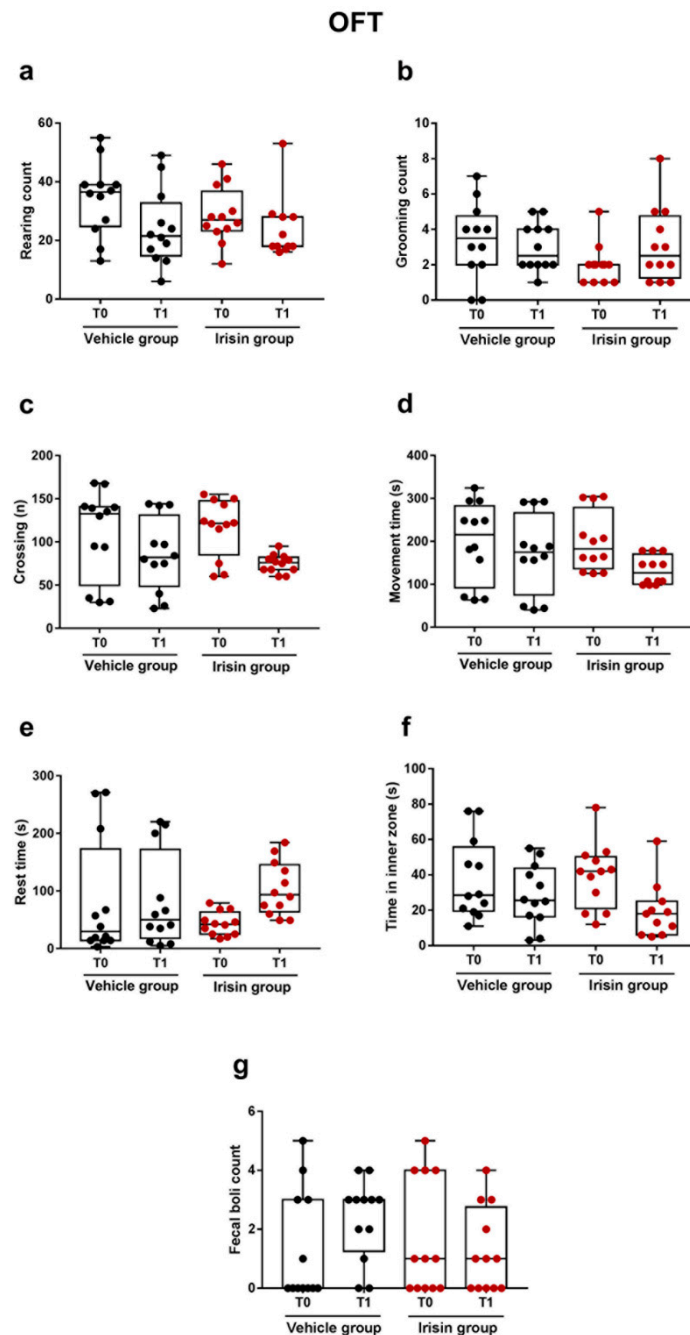 OFT
a
60
40
20
0
Rearing count
T0 T1 T0 T1
Vehicle group Irisin group
b
10
8
6
4
2
0
Grooming count
T0 T1 T0 T1
Vehicle group Irisin group
c
200
150
100
50
0
Crossing (n)
T0 T1 T0 T1
Vehicle group Irisin group
d
400
300
200
100
0
Movement time (s)
T0 T1 T0 T1
Vehicle group Irisin group
e
300
200
100
0
Rest time (s)
T0 T1 T0 T1
Vehicle group Irisin group
f
100
80
60
40
20
0
Time in inner zone (s)
T0 T1 T0 T1
Vehicle group Irisin group
g
6
4
2
0
Fecal boli count
T0 T1 T0 T1
Vehicle group Irisin group